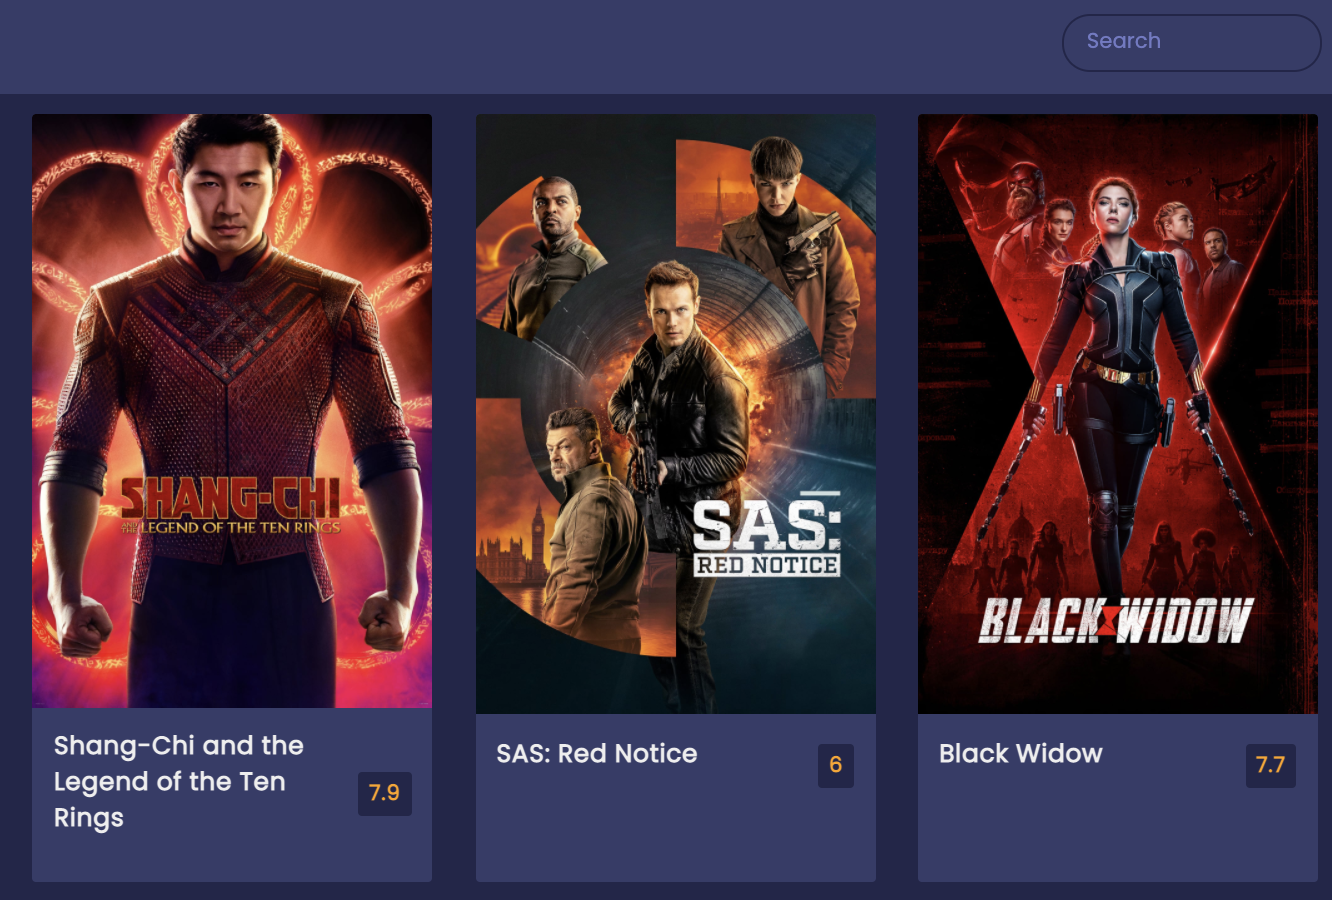 Search
SHANG-CHI
AND THE LEGEND OF THE TEN RINGS
SAS:
RED NOTICE
BLACK WIDOW
Shang-Chi and the
Legend of the Ten
Rings
7.9
SAS: Red Notice
6
Black Widow
7.7